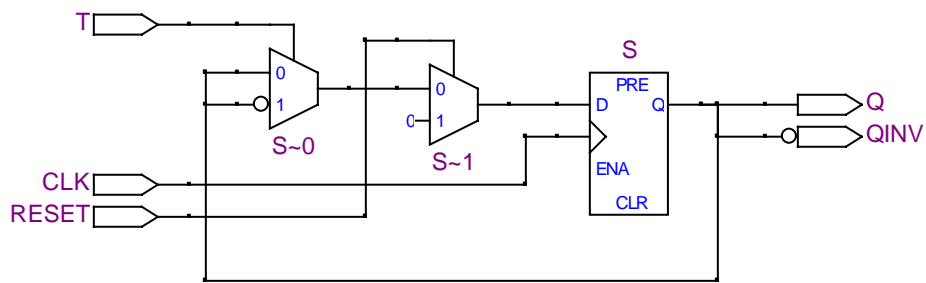 T
S
0
1
S~0
0
0
1
S~1
PRE
D
Q
ENA
CLR
Q
QINV
CLK
RESET